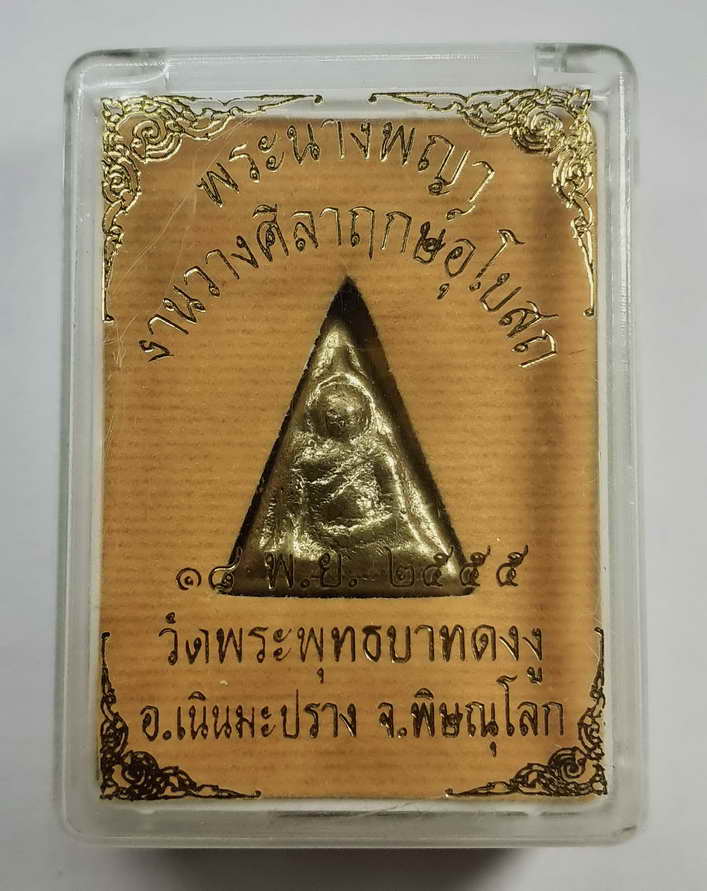 พระนางพญา
งานวางศิลาฤกษ์อุโบสถ
๑๘ พ.ย. ๒๕๕๕
วัดพระพุทธบาทดงงู
อ.เนินมะปราง จ.พิษณุโลก